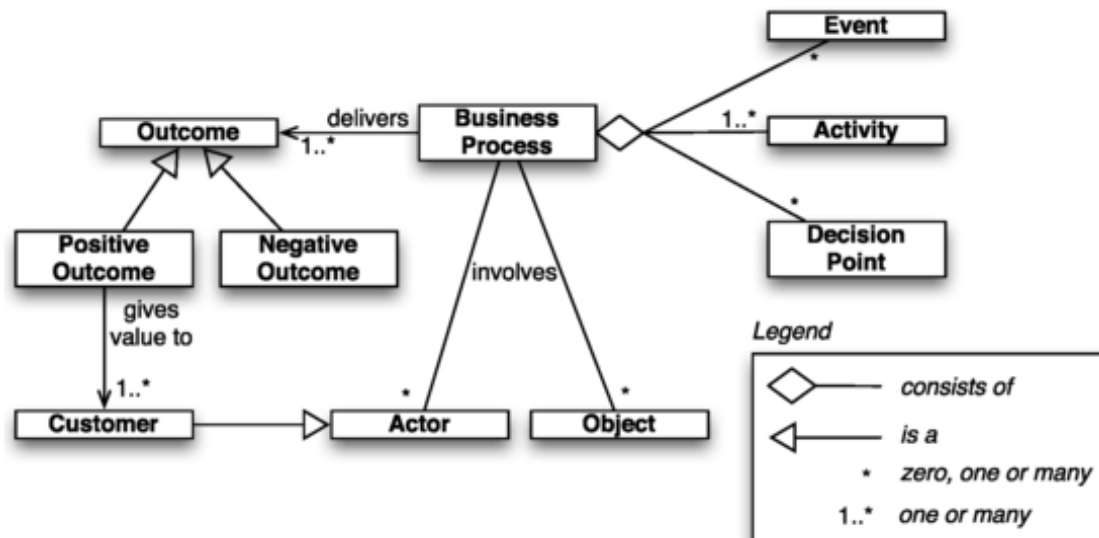 Event
*
delivers
Business
Process
1..*
Activity
Outcome
1..*
*
Positive
Outcome
Negative
Outcome
Decision
Point
involves
gives
value to
Legend
1..*
*
*
consists of
Customer
Actor
Object
is a
* zero, one or many
1..* one or many